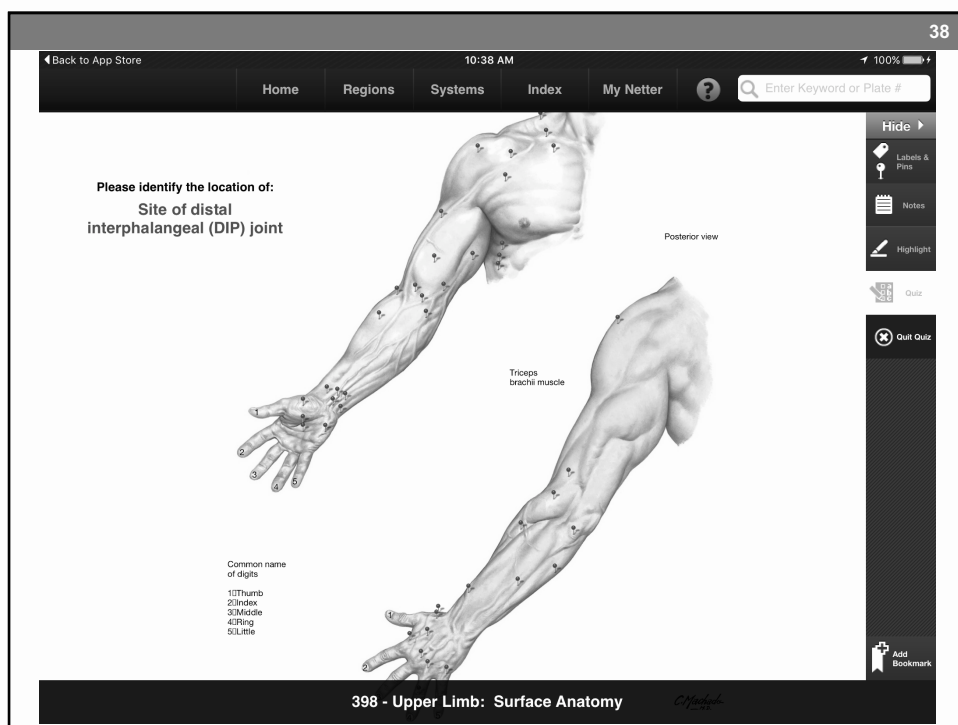 38
Back to App Store
10:38 AM
100%
Home Regions Systems Index My Netter ? Enter Keyword or Plate #
Hide
Labels & Pins
Notes
Highlight
Quiz
Quit Quiz
Please identify the location of:
Site of distal
interphalangeal (DIP) joint
Posterior view
Triceps
brachii muscle
1
2
3
4
5
Common name
of digits
1▯Thumb
2▯Index
3▯Middle
4▯Ring
5▯Little
1
2
Add
Bookmark
398 - Upper Limb: Surface Anatomy